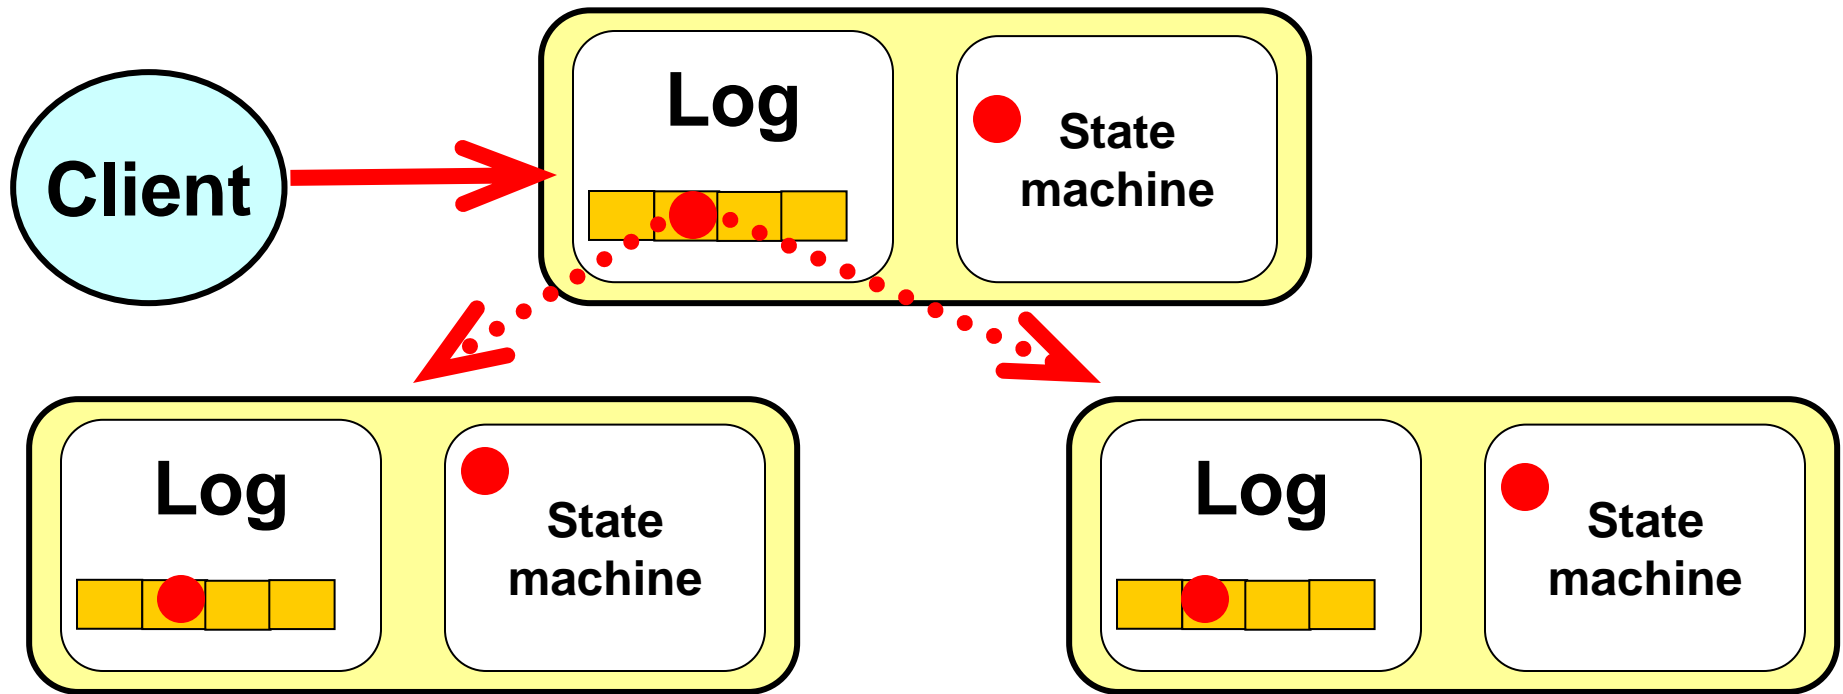 Client
Log
State
machine
Log
State
machine
Log
State
machine